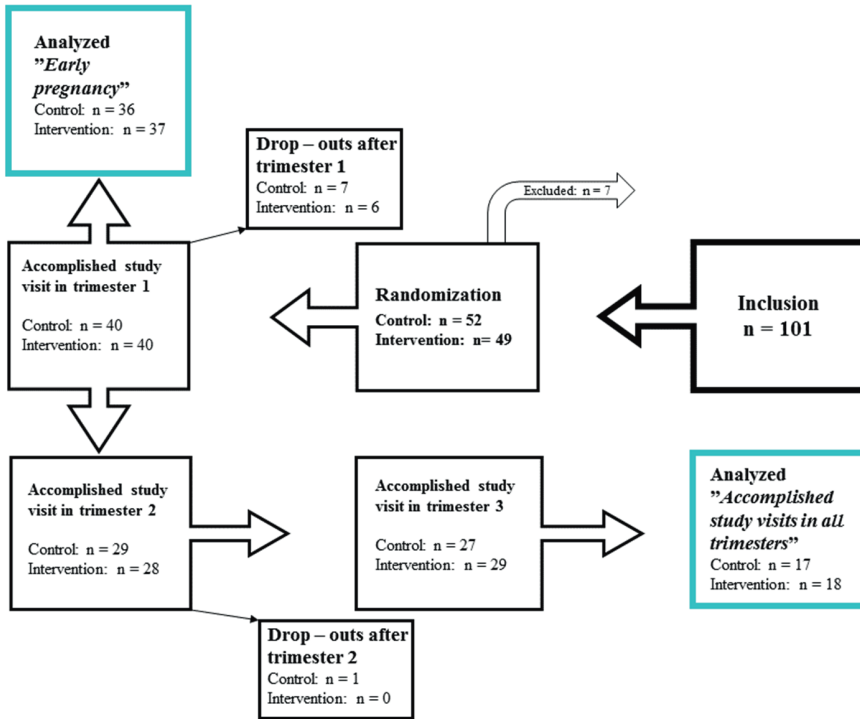 Analyzed
”Early
pregnancy”
Control: n = 36
Intervention: n = 37
Drop – outs after
trimester 1
Control: n = 7
Intervention: n = 6
Excluded: n = 7
Accomplished study
visit in trimester 1
Control: n = 40
Intervention: n = 40
Randomization
Control: n = 52
Intervention: n= 49
Inclusion
n = 101
Accomplished study
visit in trimester 2
Control: n = 29
Intervention: n = 28
Accomplished study
visit in trimester 3
Control: n = 27
Intervention: n = 29
Analyzed
”Accomplished
study visits in all
trimesters”
Control: n = 17
Intervention: n = 18
Drop – outs after
trimester 2
Control: n = 1
Intervention: n = 0